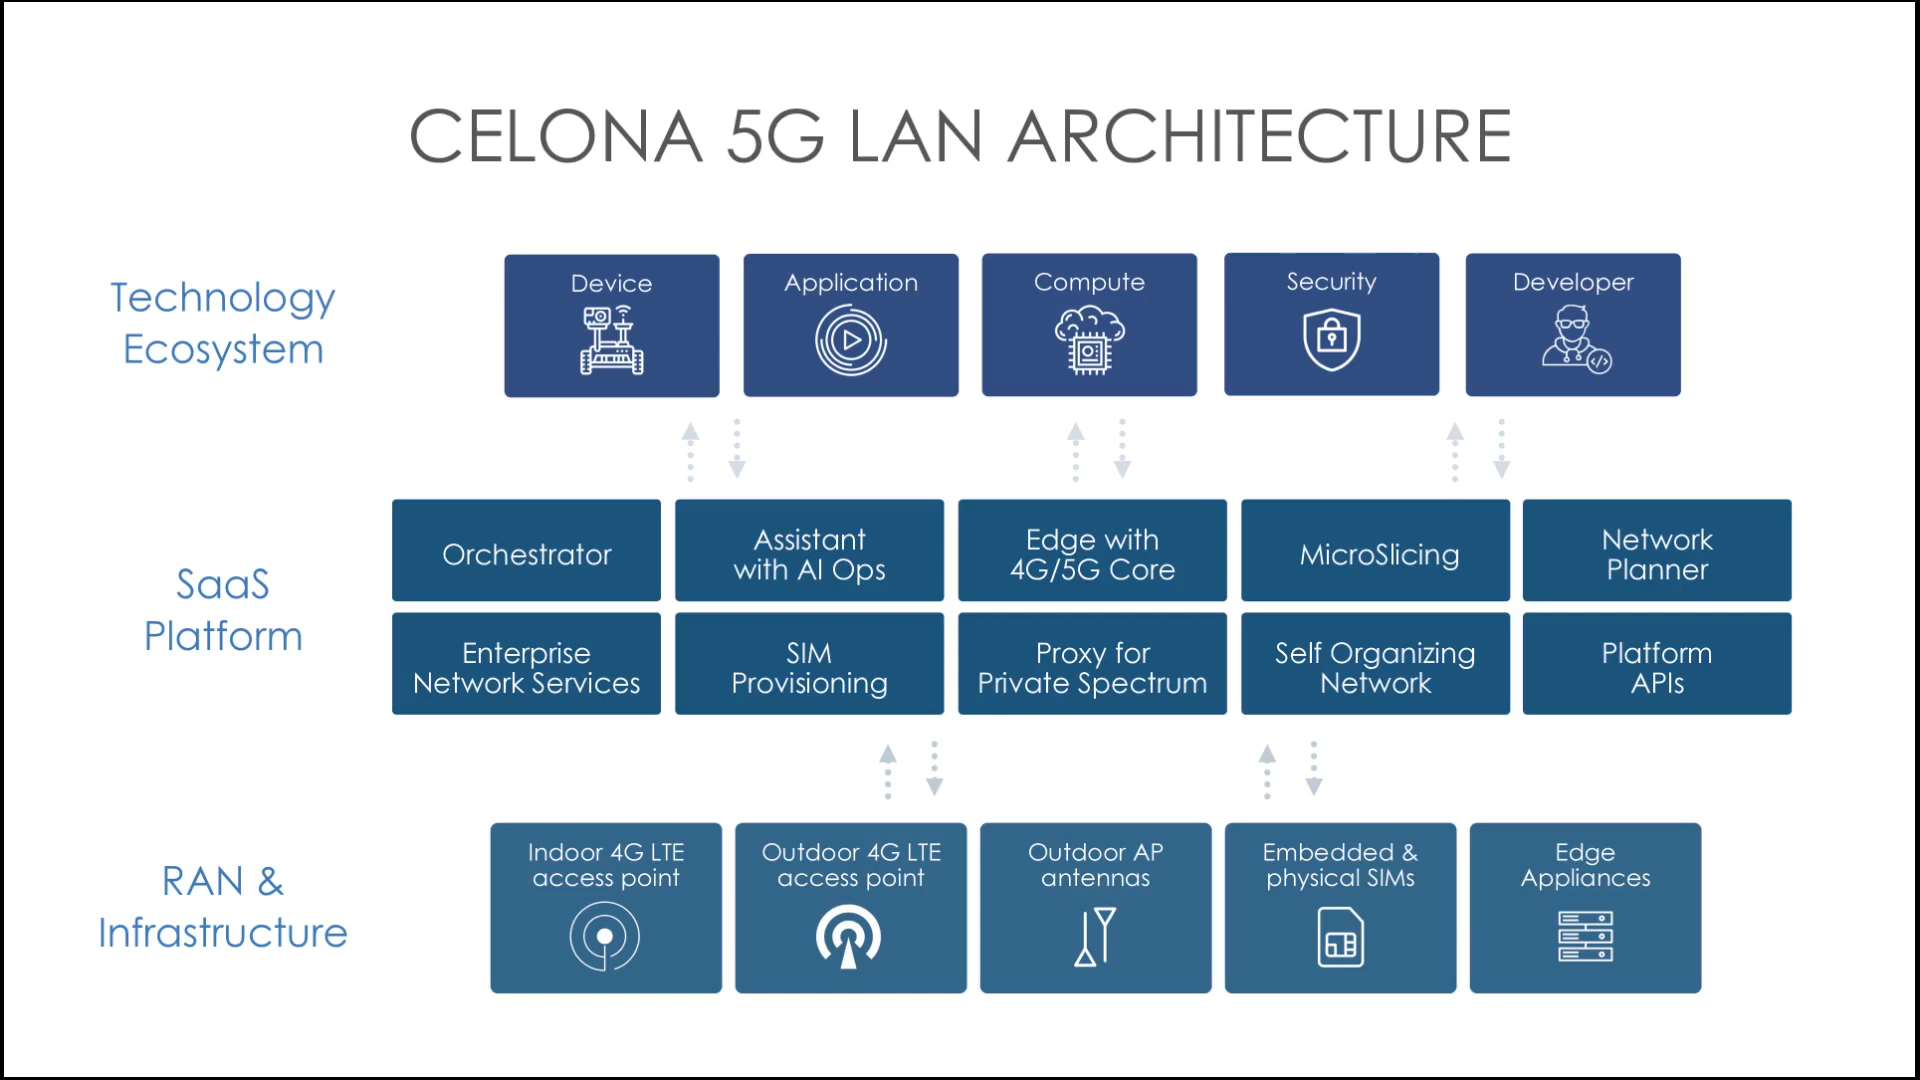 CELONA 5G LAN ARCHITECTURE
Technology
Ecosystem
Device
Application
Compute
Security
Developer
</>
SaaS
Platform
Orchestrator
Assistant
with AI Ops
Edge with
4G/5G Core
MicroSlicing
Network
Planner
Enterprise
Network Services
SIM
Provisioning
Proxy for
Private Spectrum
Self Organizing
Network
Platform
APIs
RAN &
Infrastructure
Indoor 4G LTE
access point
Outdoor 4G LTE
access point
Outdoor AP
antennas
Embedded &
physical SIMs
Edge
Appliances